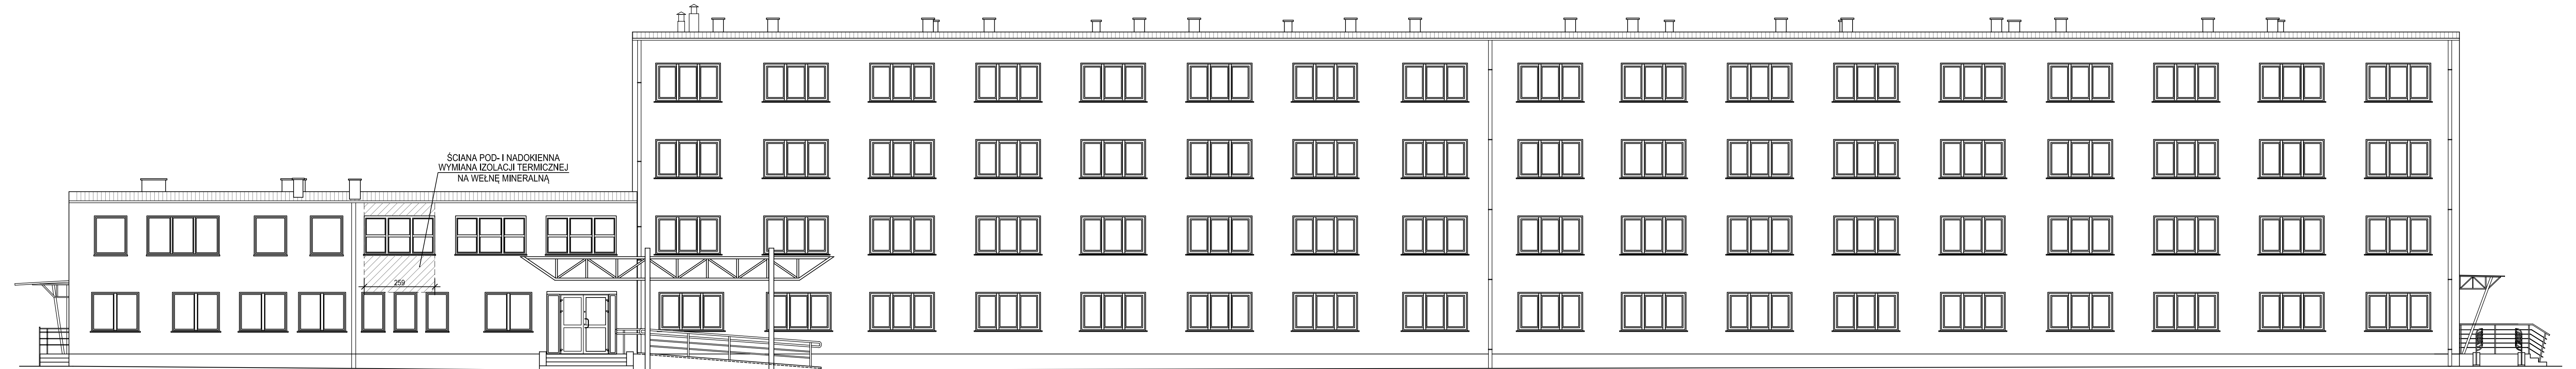 ŚCIANA POD- I NADOKIENNA
WYMIANA IZOLACJI TERMICZNEJ
NA WEŁNĘ MINERALNĄ
259